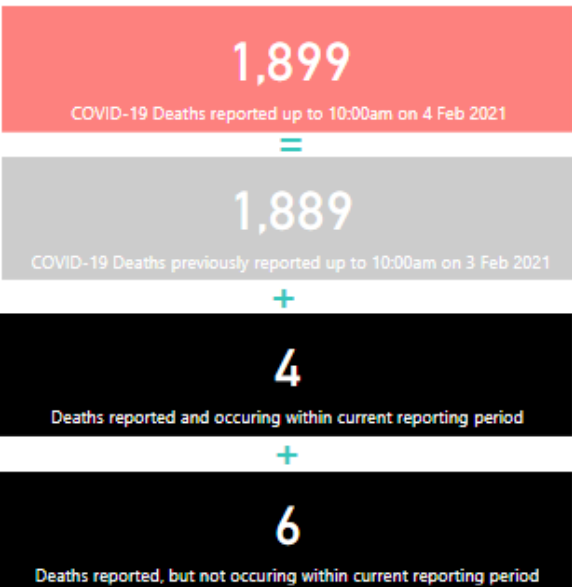 1,899
COVID-19 Deaths reported up to 10:00am on 4 Feb 2021
=
1,889
COVID-19 Deaths previously reported up to 10:00am on 3 Feb 2021
+
4
Deaths reported and occuring within current reporting period
+
6
Deaths reported, but not occuring within current reporting period